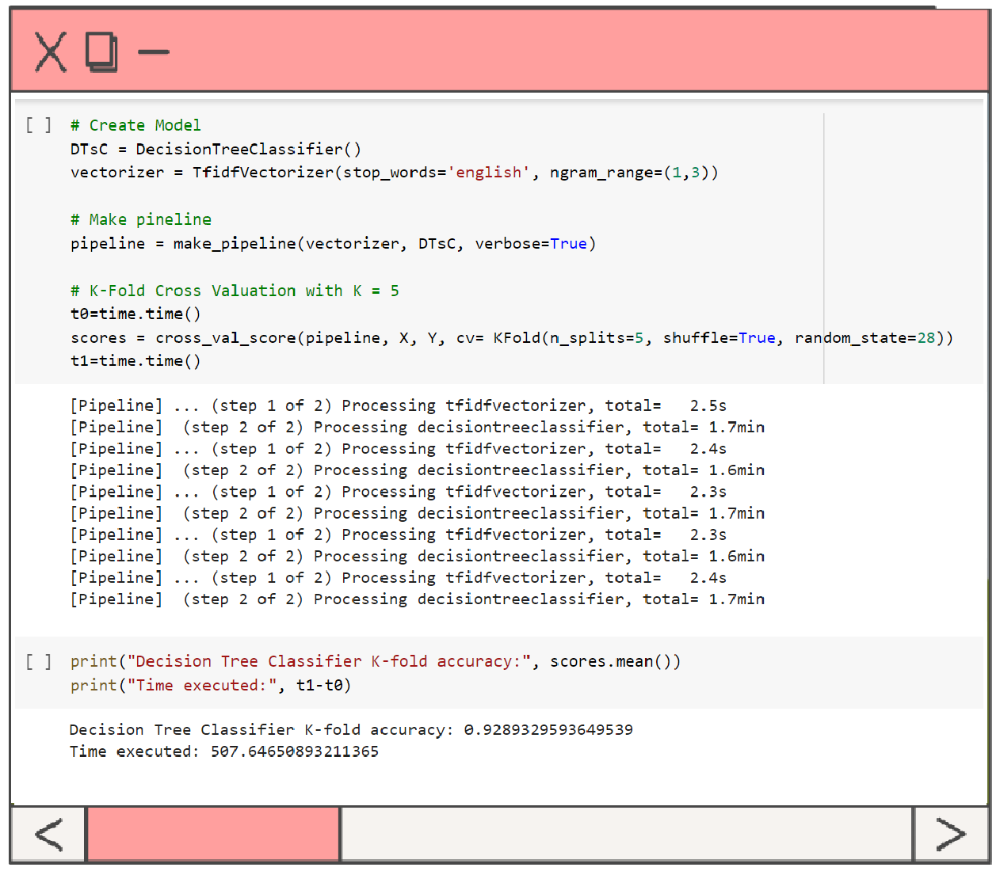 [ ] # Create Model
DTsC = DecisionTreeClassifier()
vectorizer = TfidfVectorizer(stop_words='english', ngram_range=(1,3))
# Make pineline
pipeline = make_pipeline(vectorizer, DTsC, verbose=True)
# K-Fold Cross Valuation with K = 5
t0=time.time()
scores = cross_val_score(pipeline, X, Y, cv= KFold(n_splits=5, shuffle=True, random_state=28))
t1=time.time()
[Pipeline] ... (step 1 of 2) Processing tfidfvectorizer, total=   2.5s
[Pipeline]  (step 2 of 2) Processing decisiontreeclassifier, total= 1.7min
[Pipeline] ... (step 1 of 2) Processing tfidfvectorizer, total=   2.4s
[Pipeline]  (step 2 of 2) Processing decisiontreeclassifier, total= 1.6min
[Pipeline] ... (step 1 of 2) Processing tfidfvectorizer, total=   2.3s
[Pipeline]  (step 2 of 2) Processing decisiontreeclassifier, total= 1.7min
[Pipeline] ... (step 1 of 2) Processing tfidfvectorizer, total=   2.3s
[Pipeline]  (step 2 of 2) Processing decisiontreeclassifier, total= 1.6min
[Pipeline] ... (step 1 of 2) Processing tfidfvectorizer, total=   2.4s
[Pipeline]  (step 2 of 2) Processing decisiontreeclassifier, total= 1.7min
[ ] print("Decision Tree Classifier K-fold accuracy:", scores.mean())
print("Time executed:", t1-t0)
Decision Tree Classifier K-fold accuracy: 0.9289329593649539
Time executed: 507.64650893211365